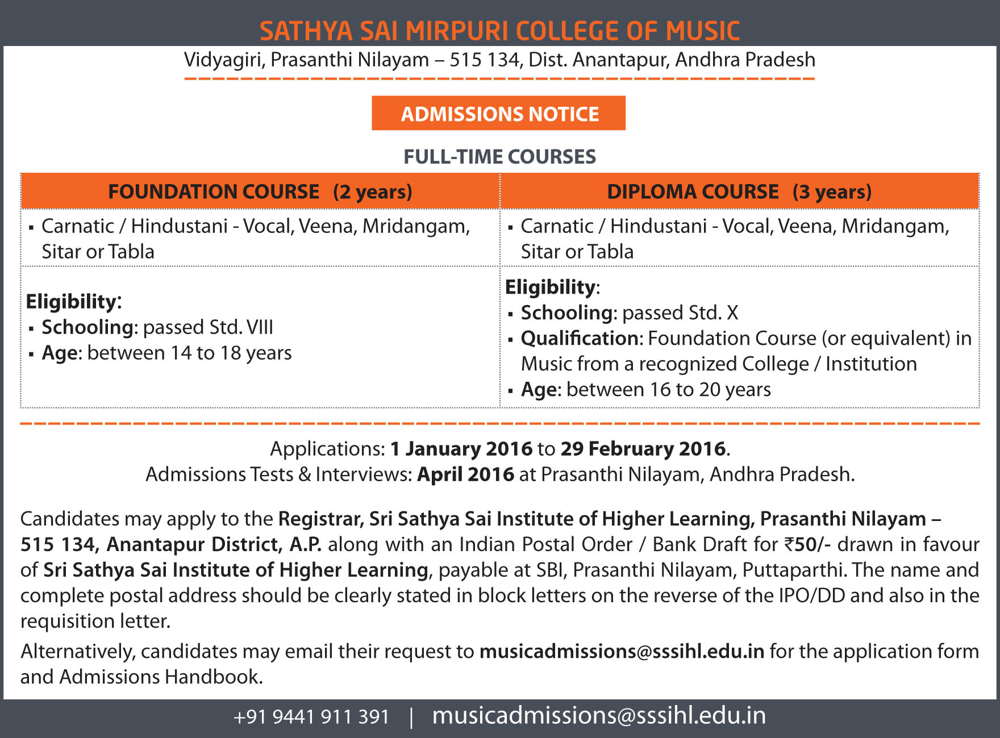 SATHYA SAI MIRPURI COLLEGE OF MUSIC
Vidyagiri, Prasanthi Nilayam – 515 134, Dist. Anantapur, Andhra Pradesh
ADMISSIONS NOTICE
FULL-TIME COURSES
FOUNDATION COURSE (2 years)
▪ Carnatic / Hindustani - Vocal, Veena, Mridangam,
Sitar or Tabla
Eligibility:
▪ Schooling: passed Std. VIII
▪ Age: between 14 to 18 years
DIPLOMA COURSE (3 years)
▪ Carnatic / Hindustani - Vocal, Veena, Mridangam,
Sitar or Tabla
Eligibility:
▪ Schooling: passed Std. X
▪ Qualification: Foundation Course (or equivalent) in
Music from a recognized College / Institution
▪ Age: between 16 to 20 years
Applications: 1 January 2016 to 29 February 2016.
Admissions Tests & Interviews: April 2016 at Prasanthi Nilayam, Andhra Pradesh.
Candidates may apply to the Registrar, Sri Sathya Sai Institute of Higher Learning, Prasanthi Nilayam –
515 134, Anantapur District, A.P. along with an Indian Postal Order / Bank Draft for ₹50/- drawn in favour
of Sri Sathya Sai Institute of Higher Learning, payable at SBI, Prasanthi Nilayam, Puttaparthi. The name and
complete postal address should be clearly stated in block letters on the reverse of the IPO/DD and also in the
requisition letter.
Alternatively, candidates may email their request to musicadmissions@sssihl.edu.in for the application form
and Admissions Handbook.
+91 9441 911 391 | musicadmissions@sssihl.edu.in